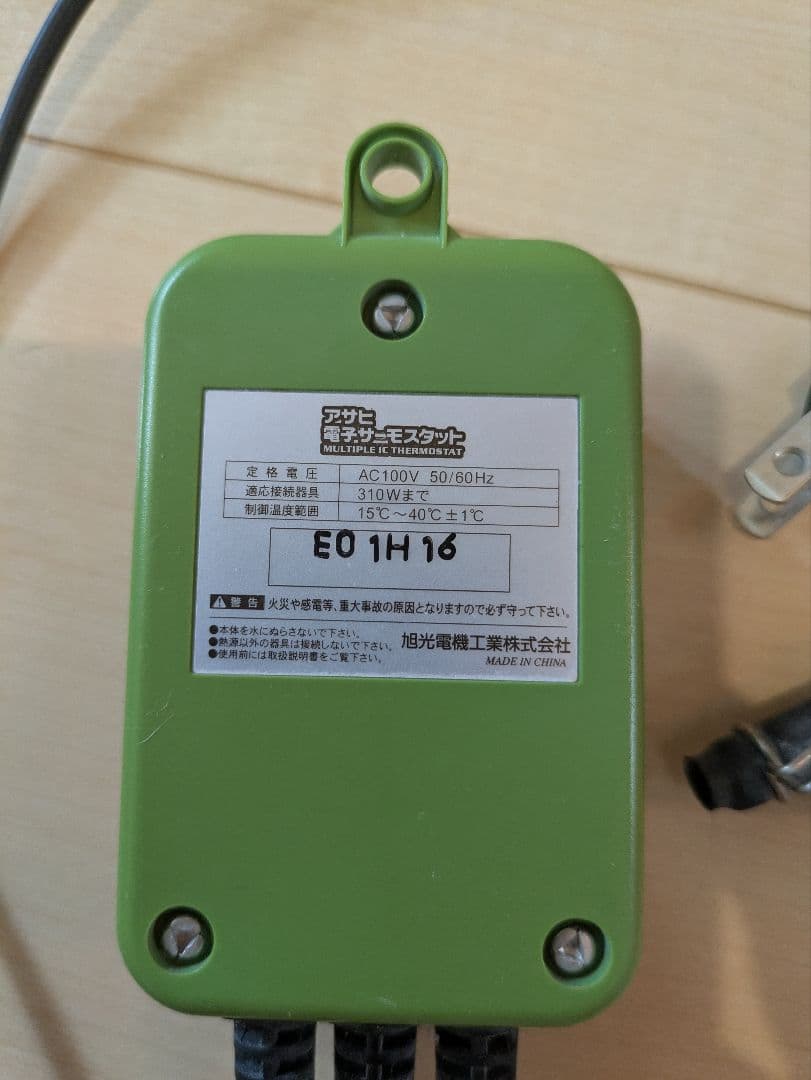 アサヒ
電子サーモスタット
MULTIPLE IC THERMOSTAT
定格電圧 AC100V 50/60Hz
適応接続器具 310Wまで
制御温度範囲 15℃～40℃±1℃
E0 1H 16
警告 火災や感電等、重大事故の原因となりますので必ず守って下さい。
●本体を水にぬらさないで下さい。
●熱源以外の器具は接続しないで下さい。
●使用前には取扱説明書をご覧下さい。
旭光電機工業株式会社
MADE IN CHINA